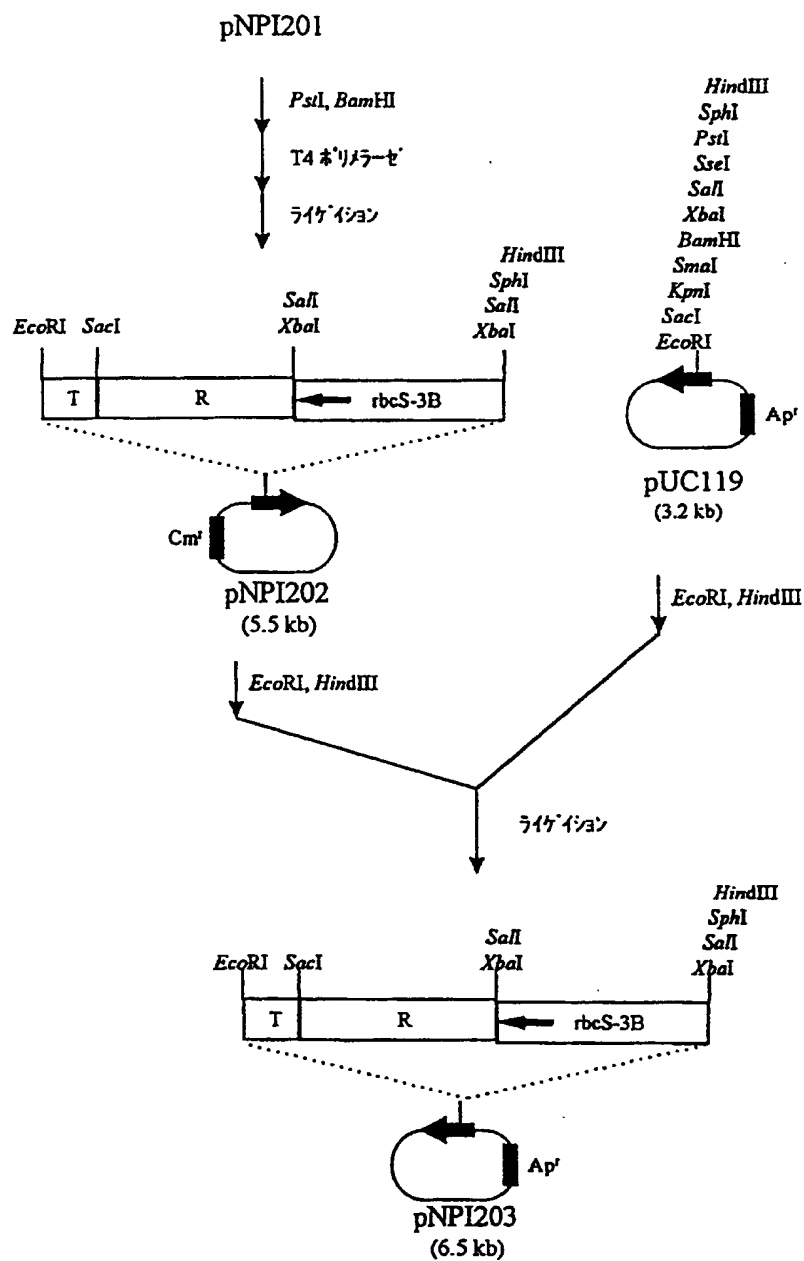 pNPI201
PstI, BamHI
T4 ポリメラーゼ
ライゲイション
HindIII
SphI
SalI
XbaI
SalI
XbaI
EcoRI SacI
T
R
rbcS-3B
Cmr
pNPI202
(5.5 kb)
HindIII
SphI
PstI
SseI
SalI
XbaI
BamHI
SmaI
KpnI
SacI
EcoRI
Apr
pUC119
(3.2 kb)
EcoRI, HindIII
EcoRI, HindIII
ライゲイション
HindIII
SphI
SalI
XbaI
SalI
XbaI
EcoRI SacI
T
R
rbcS-3B
Apr
pNPI203
(6.5 kb)